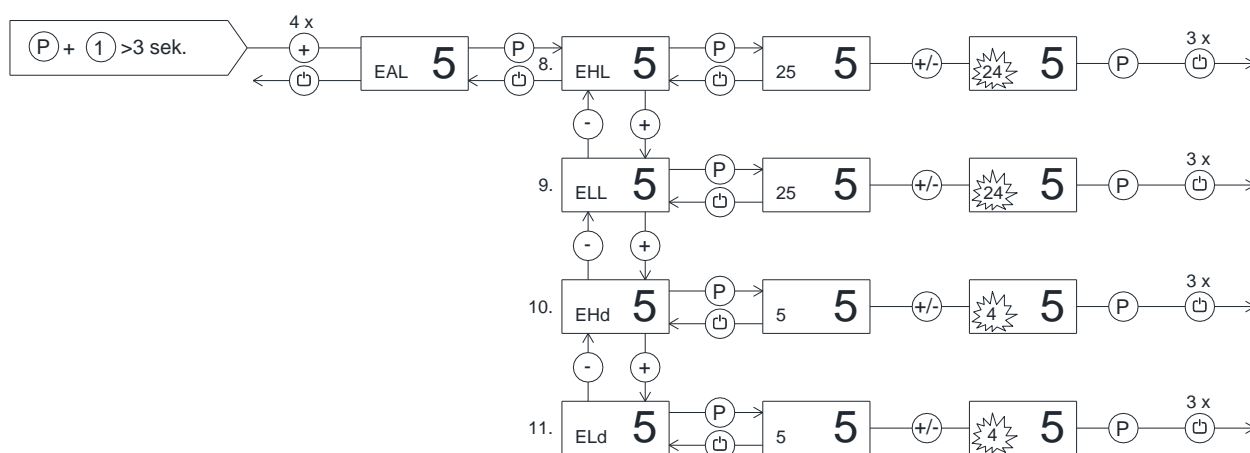 4 x
P + 1 >3 sek. + EAL 5 P 8. EHL 5 P 25 5 +/- 24 5 P 3 x
- +
9. ELL 5 P 25 5 +/- 24 5 P 3 x
- +
10. EHd 5 P 5 5 +/- 4 5 P 3 x
- +
11. ELd 5 P 5 5 +/- 4 5 P 3 x